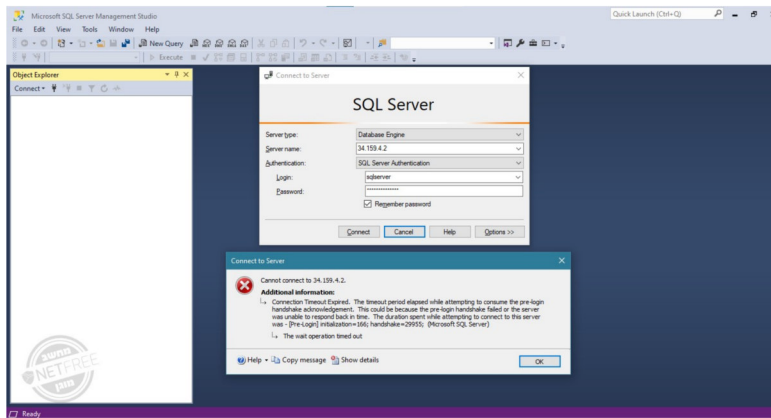 Microsoft SQL Server Management Studio
Quick Launch (Ctrl+Q)
File Edit View Tools Window Help
New Query
Execute
Object Explorer
Connect
Connect to Server
SQL Server
Server type: Database Engine
Server name: 34.159.4.2
Authentication: SQL Server Authentication
Login: sqlserver
Password: **************
Remember password
Connect Cancel Help Options >>
Connect to Server
Cannot connect to 34.159.4.2.
Additional information:
Connection Timeout Expired. The timeout period elapsed while attempting to consume the pre-login
handshake acknowledgement. This could be because the pre-login handshake failed or the server
was unable to respond back in time. The duration spent while attempting to connect to this server
was - [Pre-Login] initialization=166; handshake=29955; (Microsoft SQL Server)
The wait operation timed out
Help Copy message Show details OK
מחשב
NETFREE
מוגן
Ready